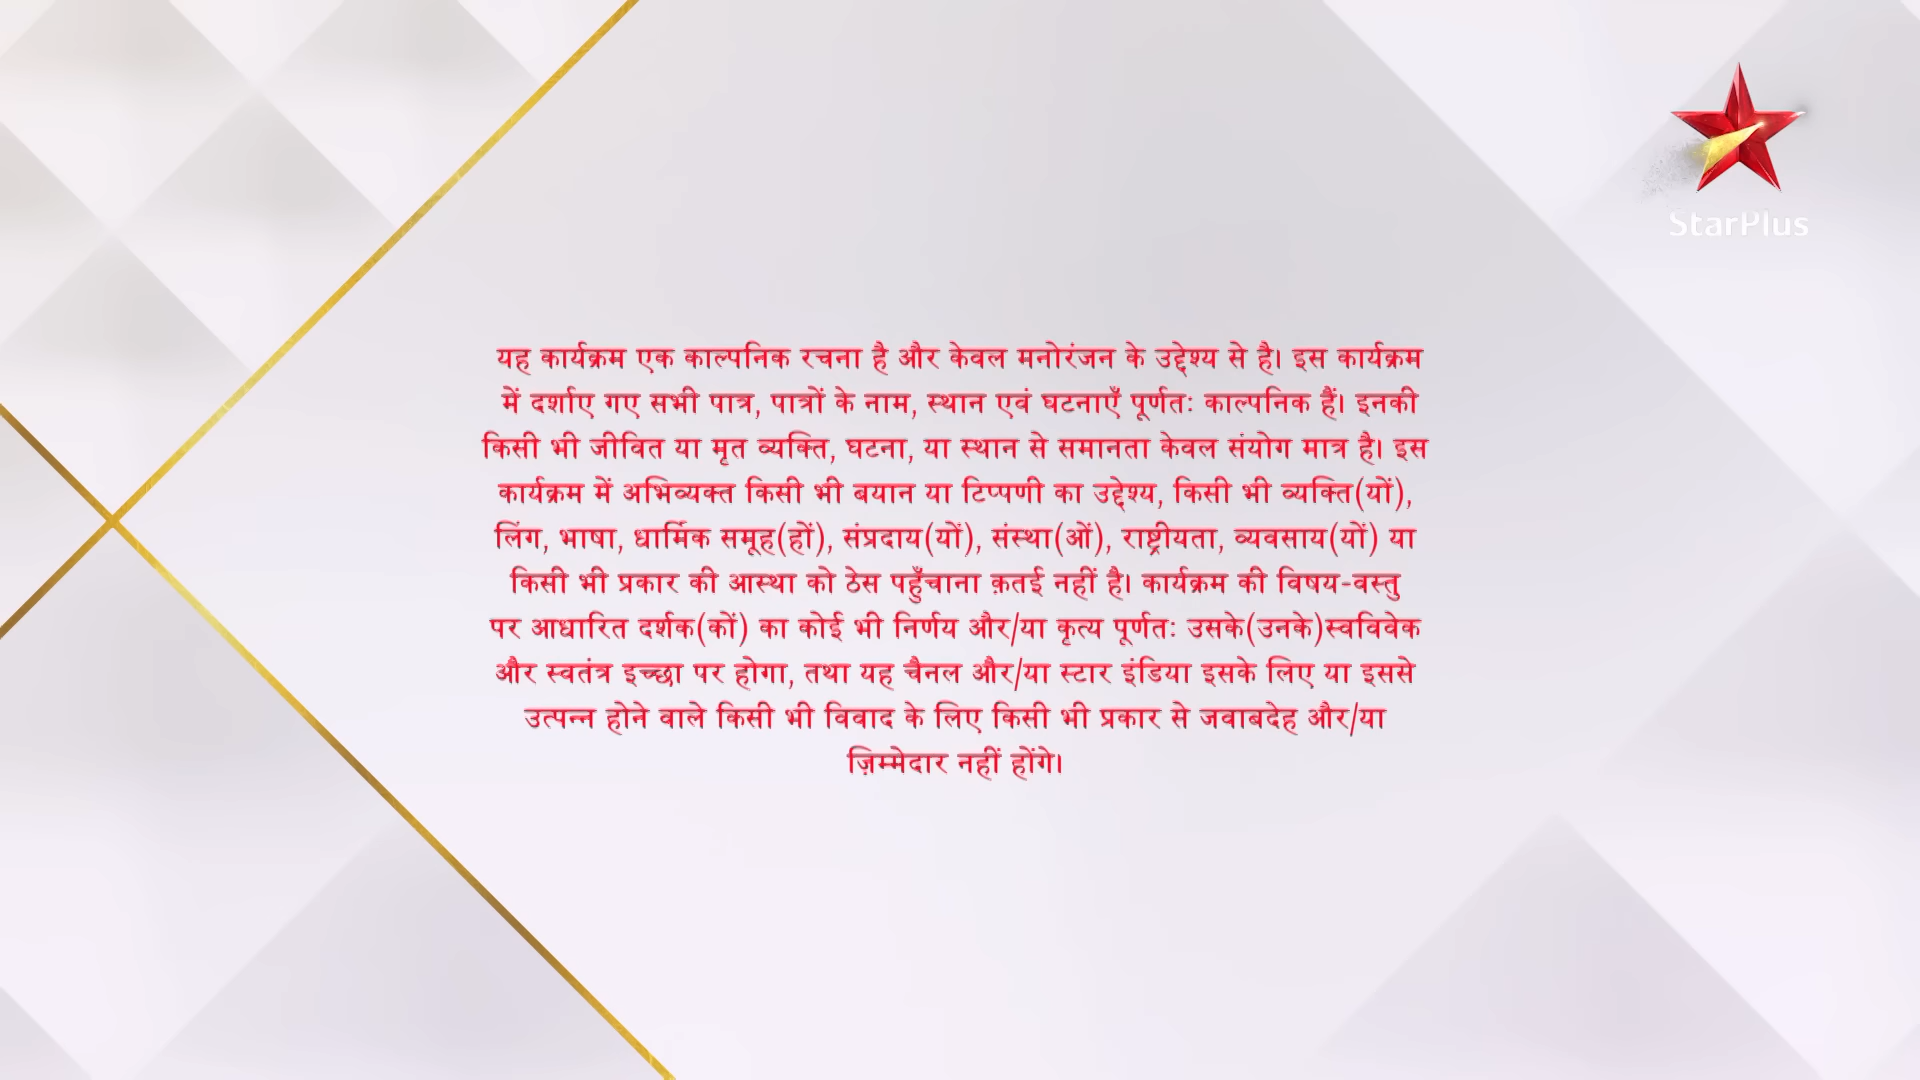 StarPlus
यह कार्यक्रम एक काल्पनिक रचना है और केवल मनोरंजन के उद्देश्य से है। इस कार्यक्रम
में दर्शाए गए सभी पात्र, पात्रों के नाम, स्थान एवं घटनाएँ पूर्णतः काल्पनिक हैं। इनकी
किसी भी जीवित या मृत व्यक्ति, घटना, या स्थान से समानता केवल संयोग मात्र है। इस
कार्यक्रम में अभिव्यक्त किसी भी बयान या टिप्पणी का उद्देश्य, किसी भी व्यक्ति(यों),
लिंग, भाषा, धार्मिक समूह(हों), संप्रदाय(यों), संस्था(ओं), राष्ट्रीयता, व्यवसाय(यों) या
किसी भी प्रकार की आस्था को ठेस पहुँचाना क़तई नहीं है। कार्यक्रम की विषय-वस्तु
पर आधारित दर्शक(कों) का कोई भी निर्णय और/या कृत्य पूर्णतः उसके(उनके)स्वविवेक
और स्वतंत्र इच्छा पर होगा, तथा यह चैनल और/या स्टार इंडिया इसके लिए या इससे
उत्पन्न होने वाले किसी भी विवाद के लिए किसी भी प्रकार से जवाबदेह और/या
ज़िम्मेदार नहीं होंगे।